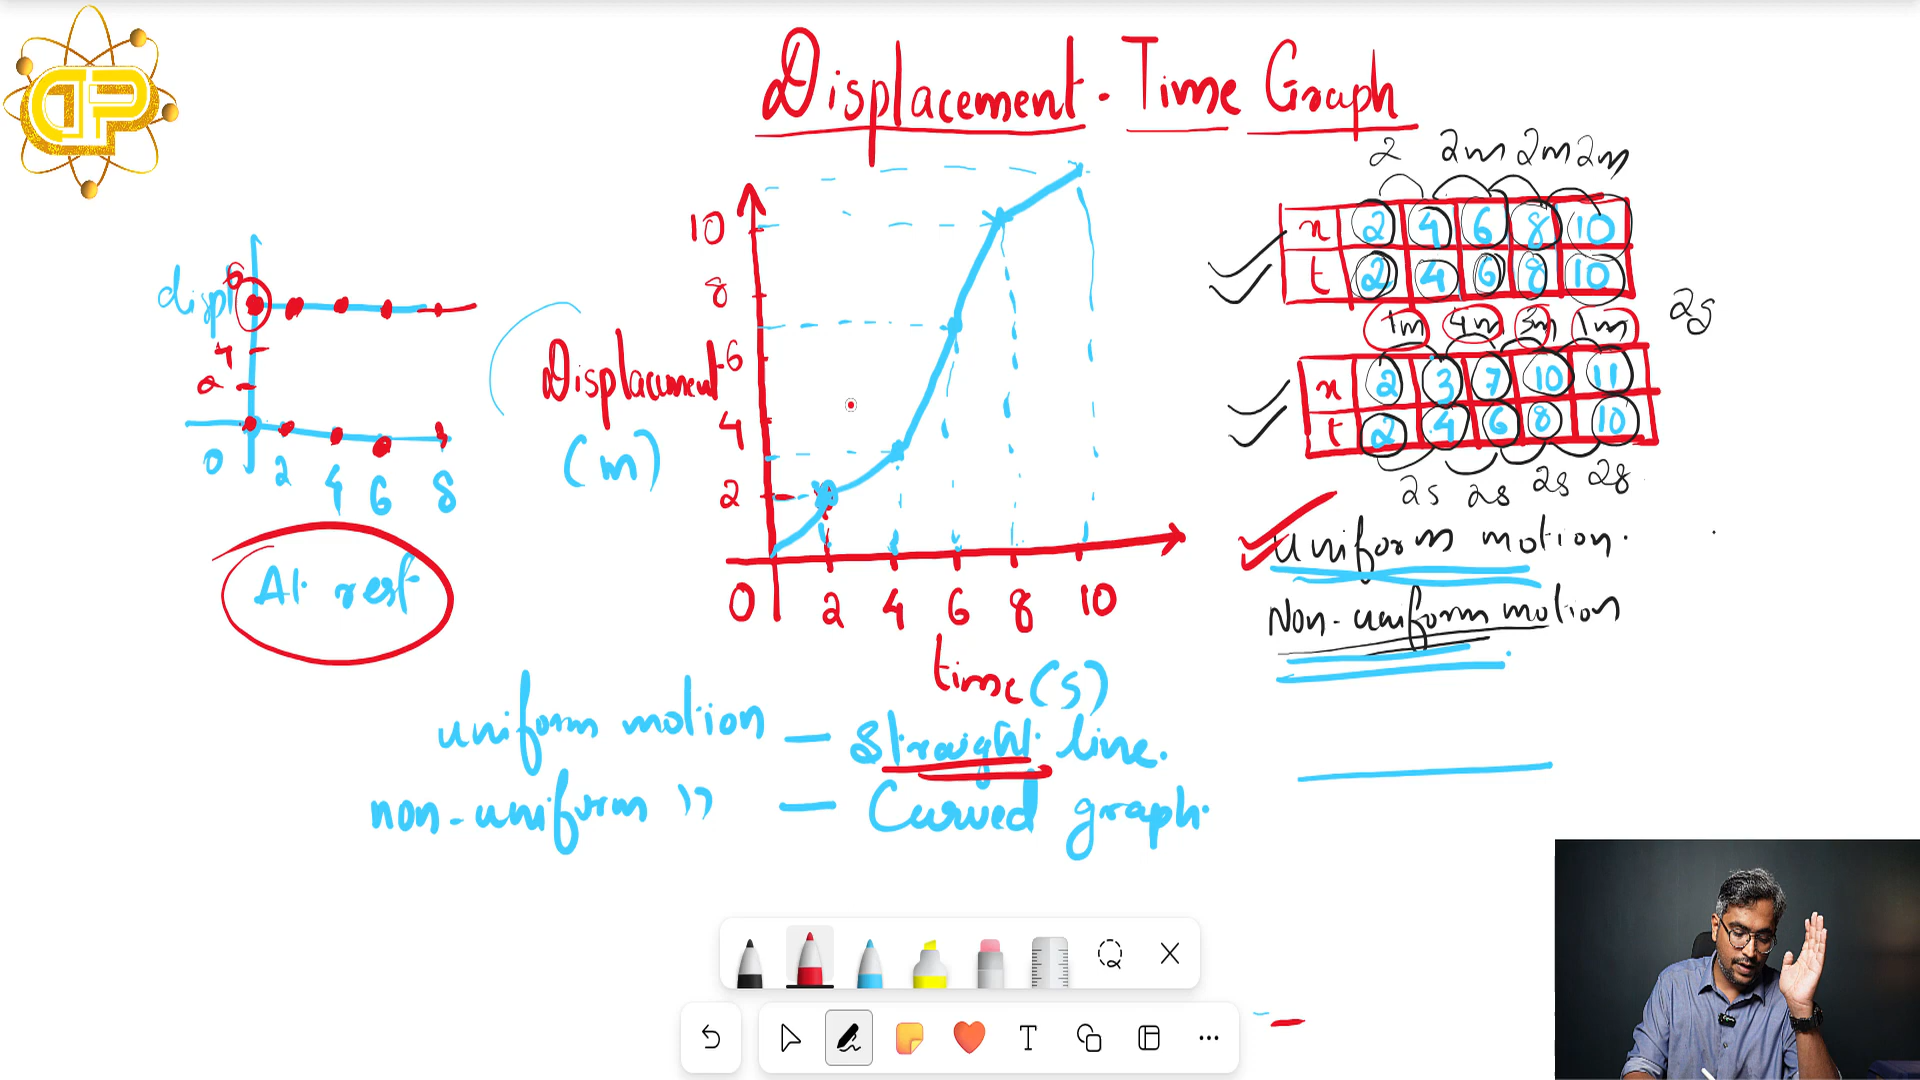 DP
Displacement - Time Graph
2 2m 2m 2m
x 2 4 6 8 10
t 2 4 6 8 10
2s
1m 4m 3m 1m
x 2 3 7 10 11
t 2 4 6 8 10
2s 2s 2s 2s
uniform motion.
Non-uniform motion
displ
6
4
2
0 2 4 6 8
At rest
Displacement
(m)
10
8
6
4
2
0 2 4 6 8 10
time (s)
uniform motion — Straight line.
non-uniform " — Curved graph.
T